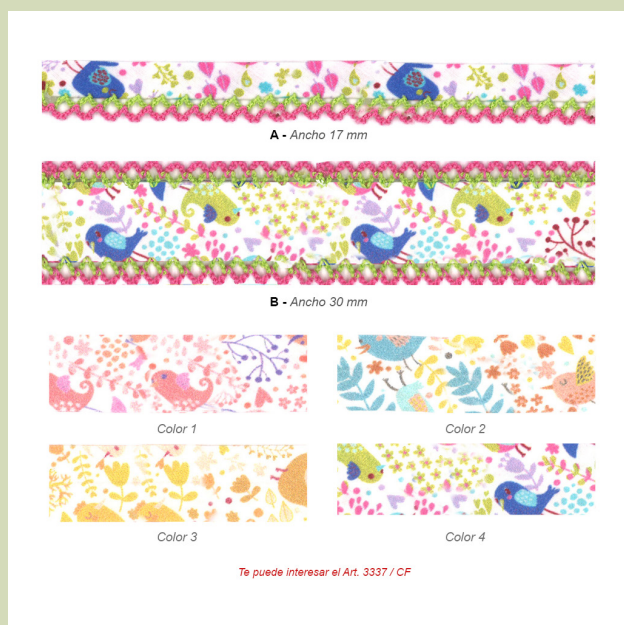 A - Ancho 17 mm
B - Ancho 30 mm
Color 1
Color 2
Color 3
Color 4
Te puede interesar el Art. 3337 / CF